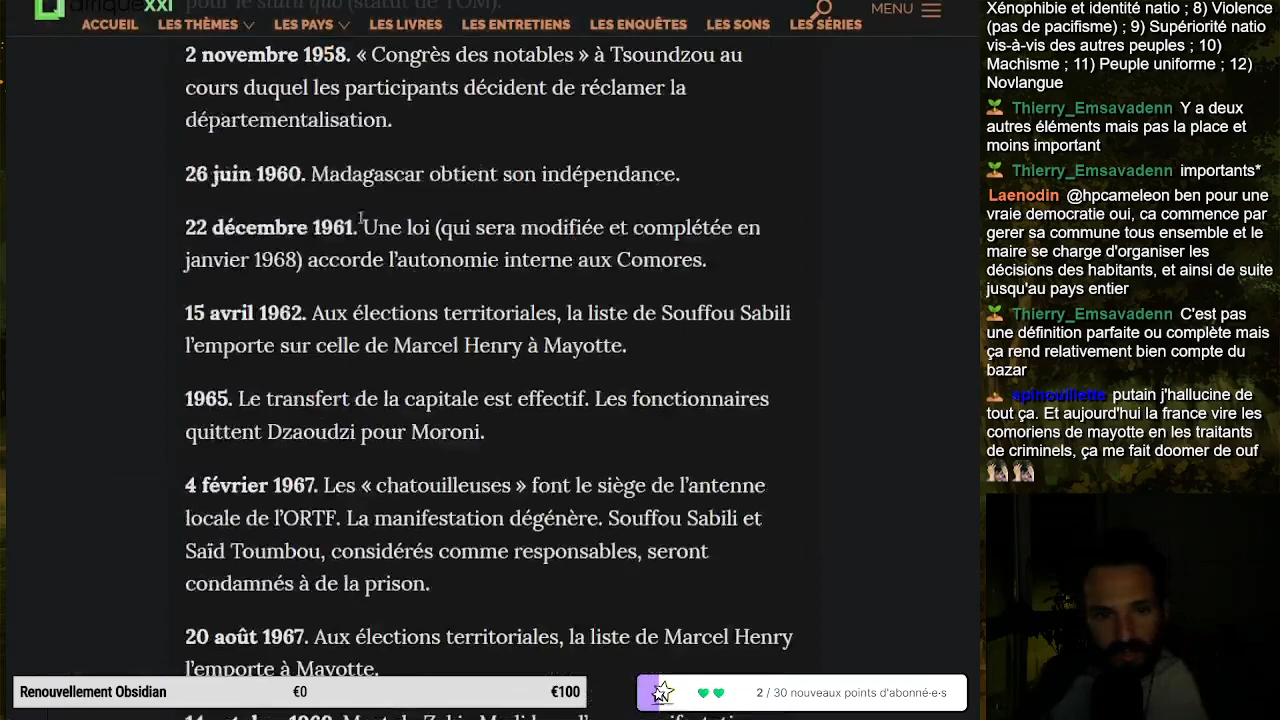 afriqueXXI
pour le statu quo (statut de TOM).
ACCUEIL LES THÈMES LES PAYS LES LIVRES LES ENTRETIENS LES ENQUÊTES LES SONS LES SÉRIES MENU
2 novembre 1958. « Congrès des notables » à Tsoundzou au
cours duquel les participants décident de réclamer la
départementalisation.
26 juin 1960. Madagascar obtient son indépendance.
22 décembre 1961. Une loi (qui sera modifiée et complétée en
janvier 1968) accorde l’autonomie interne aux Comores.
15 avril 1962. Aux élections territoriales, la liste de Souffou Sabili
l’emporte sur celle de Marcel Henry à Mayotte.
1965. Le transfert de la capitale est effectif. Les fonctionnaires
quittent Dzaoudzi pour Moroni.
4 février 1967. Les « chatouilleuses » font le siège de l’antenne
locale de l’ORTF. La manifestation dégénère. Souffou Sabili et
Saïd Toumbou, considérés comme responsables, seront
condamnés à de la prison.
20 août 1967. Aux élections territoriales, la liste de Marcel Henry
l’emporte à Mayotte.
Renouvellement Obsidian €0 €100
2 / 30 nouveaux points d'abonné·e·s
Xénophobie et identité natio ; 8) Violence
(pas de pacifisme) ; 9) Supériorité natio
vis-à-vis des autres peuples ; 10)
Machisme ; 11) Peuple uniforme ; 12)
Novlangue
Thierry_Emsavadenn Y a deux
autres éléments mais pas la place et
moins important
Thierry_Emsavadenn importants*
Laenodin @hpcameleon ben pour une
vraie democratie oui, ca commence par
gerer sa commune tous ensemble et le
maire se charge d'organiser les
décisions des habitants, et ainsi de suite
jusqu'au pays entier
Thierry_Emsavadenn C'est pas
une définition parfaite ou complète mais
ça rend relativement bien compte du
bazar
spinouillette putain j'hallucine de
tout ça. Et aujourd'hui la france vire les
comoriens de mayotte en les traitants
de criminels, ça me fait doomer de ouf